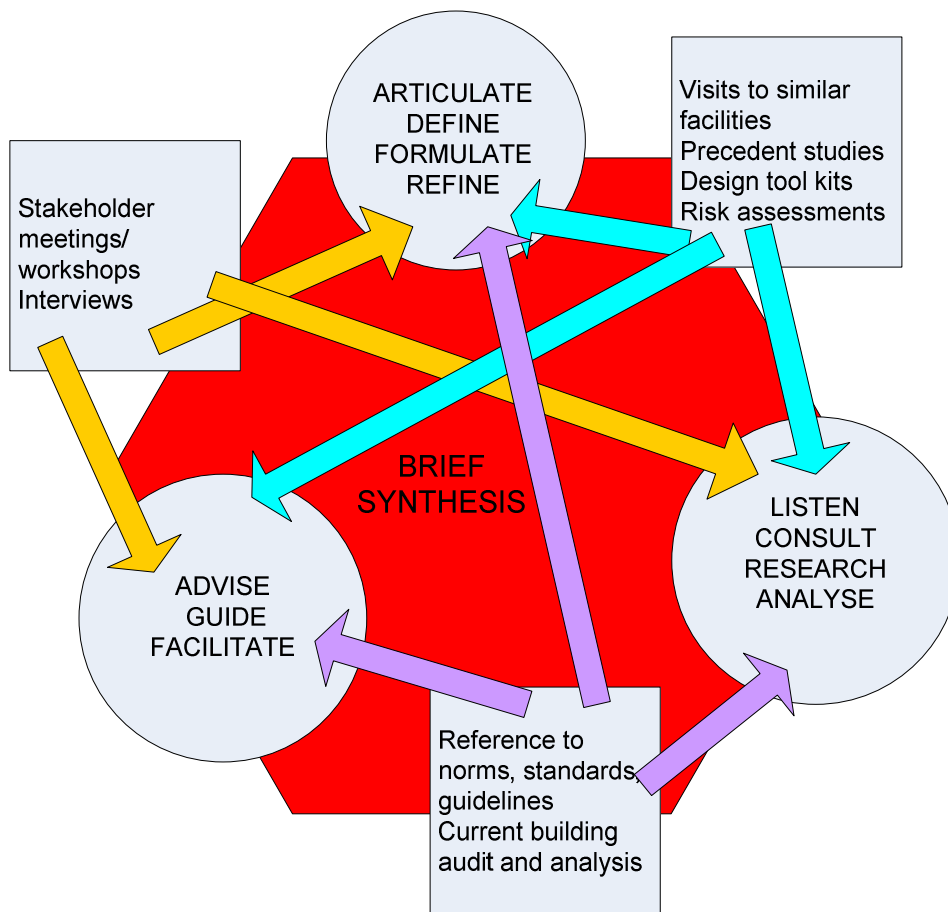 ARTICULATE
DEFINE
FORMULATE
REFINE
Visits to similar
facilities
Precedent studies
Design tool kits
Risk assessments
Stakeholder
meetings/
workshops
Interviews
BRIEF
SYNTHESIS
LISTEN
CONSULT
RESEARCH
ANALYSE
ADVISE
GUIDE
FACILITATE
Reference to
norms, standards,
guidelines
Current building
audit and analysis